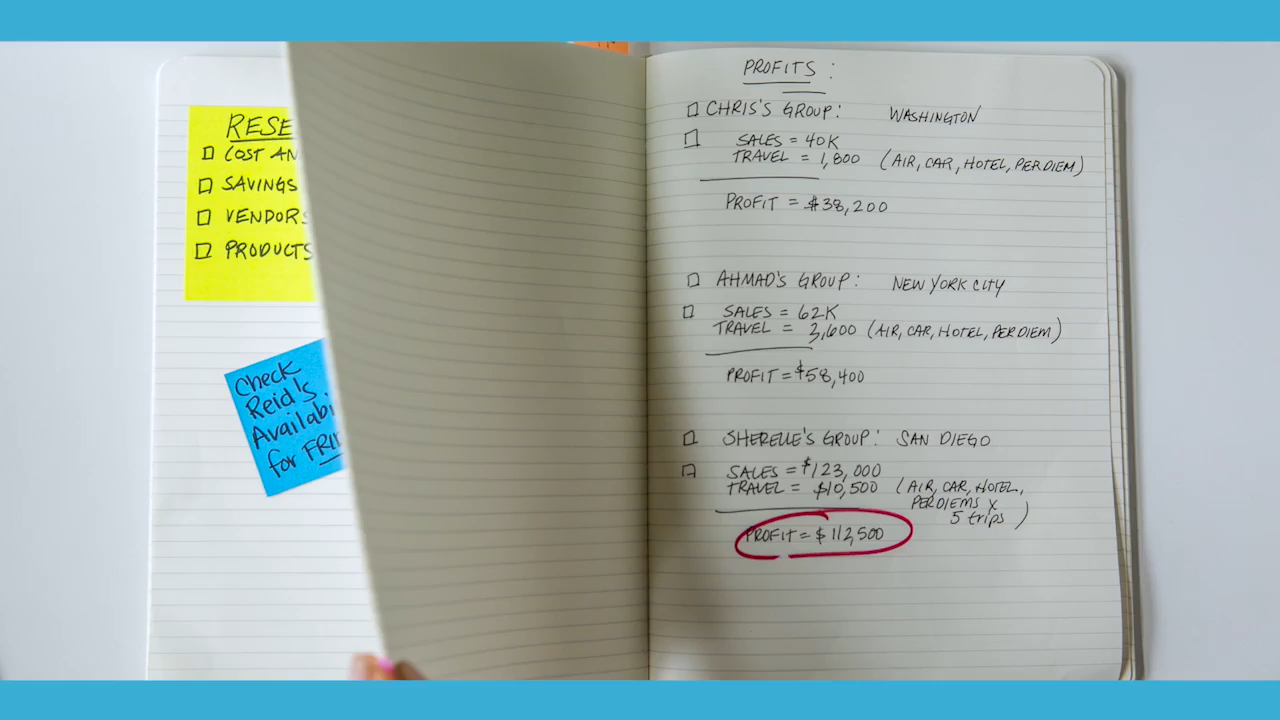 RESE
COST AN
SAVINGS
VENDORS
PRODUCTS
Check
Reid's
Availabi
for FRI
PROFITS :
CHRIS'S GROUP : WASHINGTON
SALES = 40K
TRAVEL = 1,800 (AIR, CAR, HOTEL, PER DIEM)
PROFIT = $38,200
AHMAD'S GROUP : NEW YORK CITY
SALES = 62K
TRAVEL = 3,600 (AIR, CAR, HOTEL, PER DIEM)
PROFIT = $58,400
SHERELLE'S GROUP : SAN DIEGO
SALES = $123,000
TRAVEL = $10,500 (AIR, CAR, HOTEL,
PERDIEMS x
5 trips )
PROFIT = $112,500